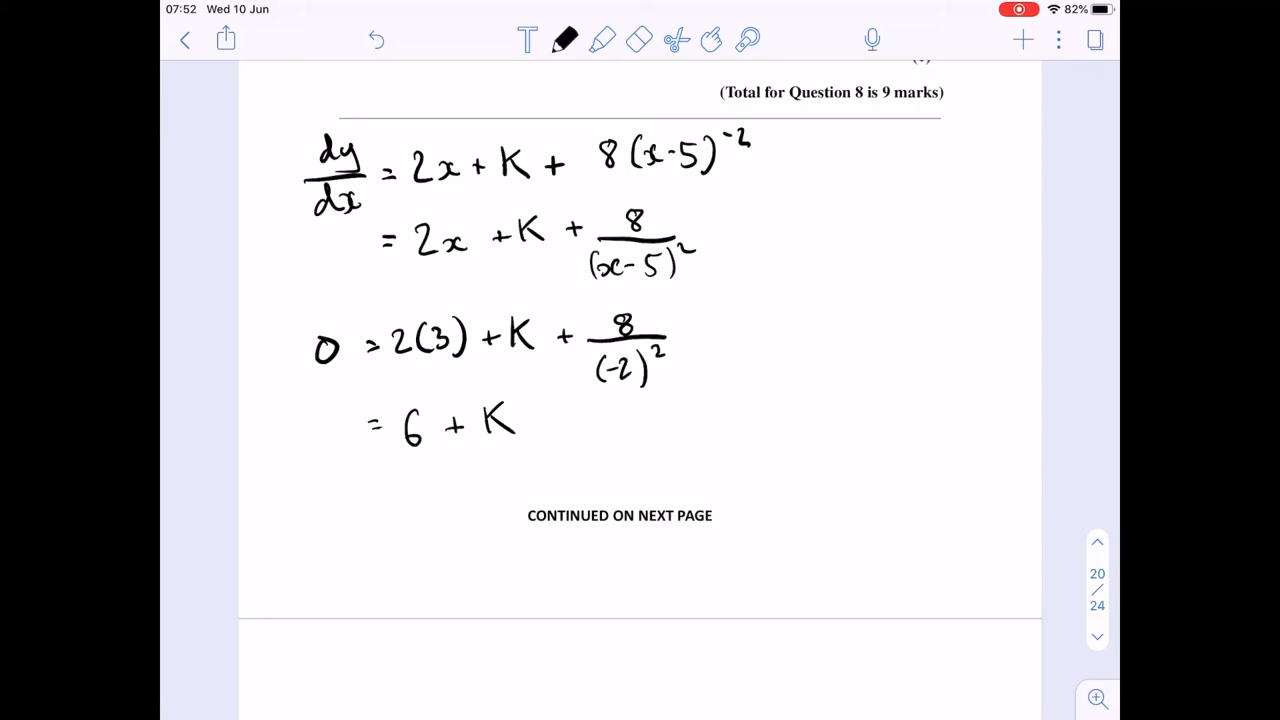 07:52 Wed 10 Jun 82%
T
(Total for Question 8 is 9 marks)
dy/dx = 2x + K + 8(x-5)^-2
= 2x + K + 8/(x-5)^2
0 = 2(3) + K + 8/(-2)^2
= 6 + K
CONTINUED ON NEXT PAGE
20
/
24